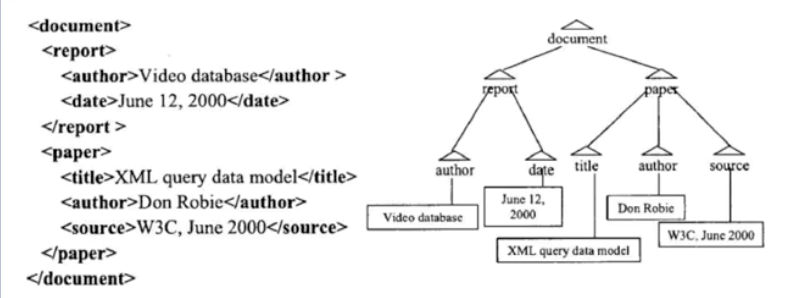 <document>
<report>
<author>Video database</author >
<date>June 12, 2000</date>
</report >
<paper>
<title>XML query data model</title>
<author>Don Robie</author>
<source>W3C, June 2000</source>
</paper>
</document>
document
report
paper
author
date
title
author
source
Video database
June 12,
2000
XML query data model
Don Robie
W3C, June 2000